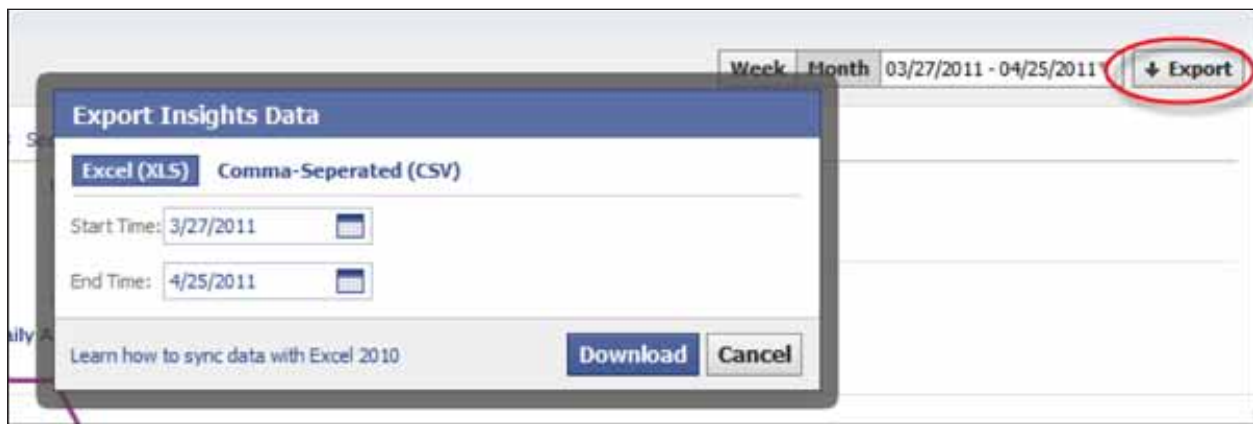 Week Month 03/27/2011 - 04/25/2011 Export
Export Insights Data
Excel (XLS) Comma-Seperated (CSV)
Start Time: 3/27/2011
End Time: 4/25/2011
Learn how to sync data with Excel 2010 Download Cancel